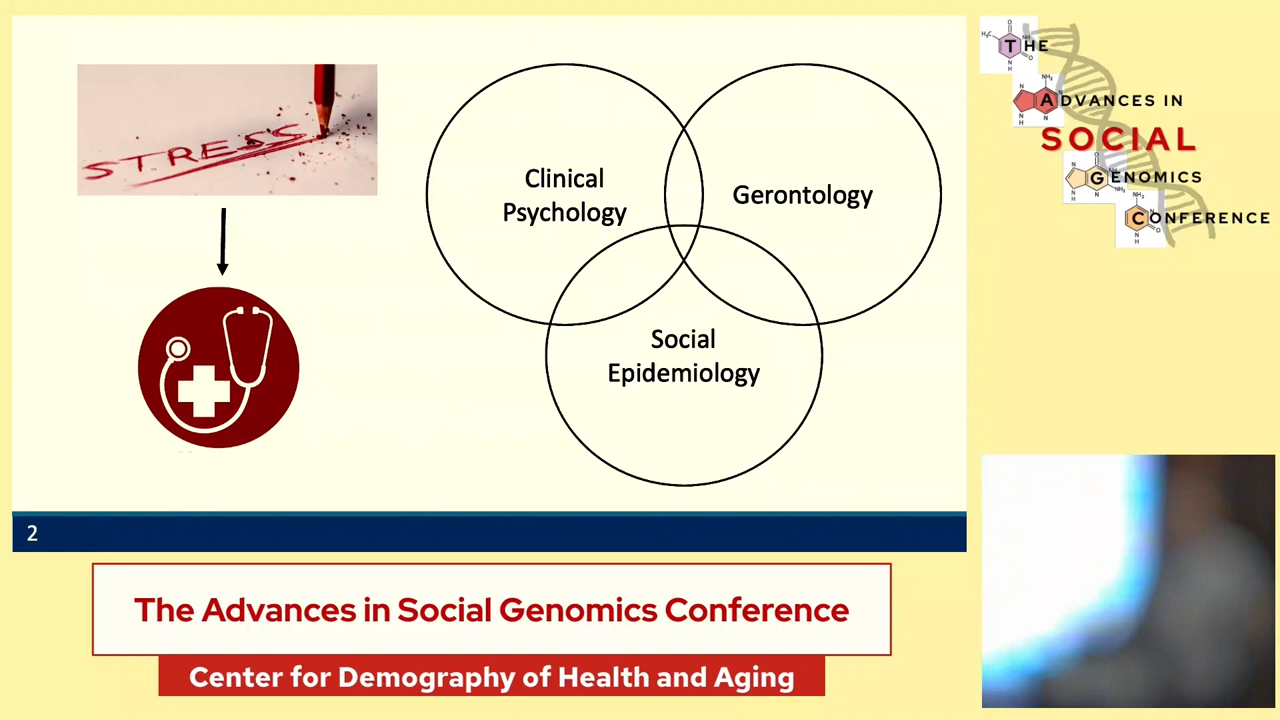 STRESS
Clinical
Psychology
Gerontology
Social
Epidemiology
2
THE
ADVANCES IN
SOCIAL
GENOMICS
CONFERENCE
The Advances in Social Genomics Conference
Center for Demography of Health and Aging